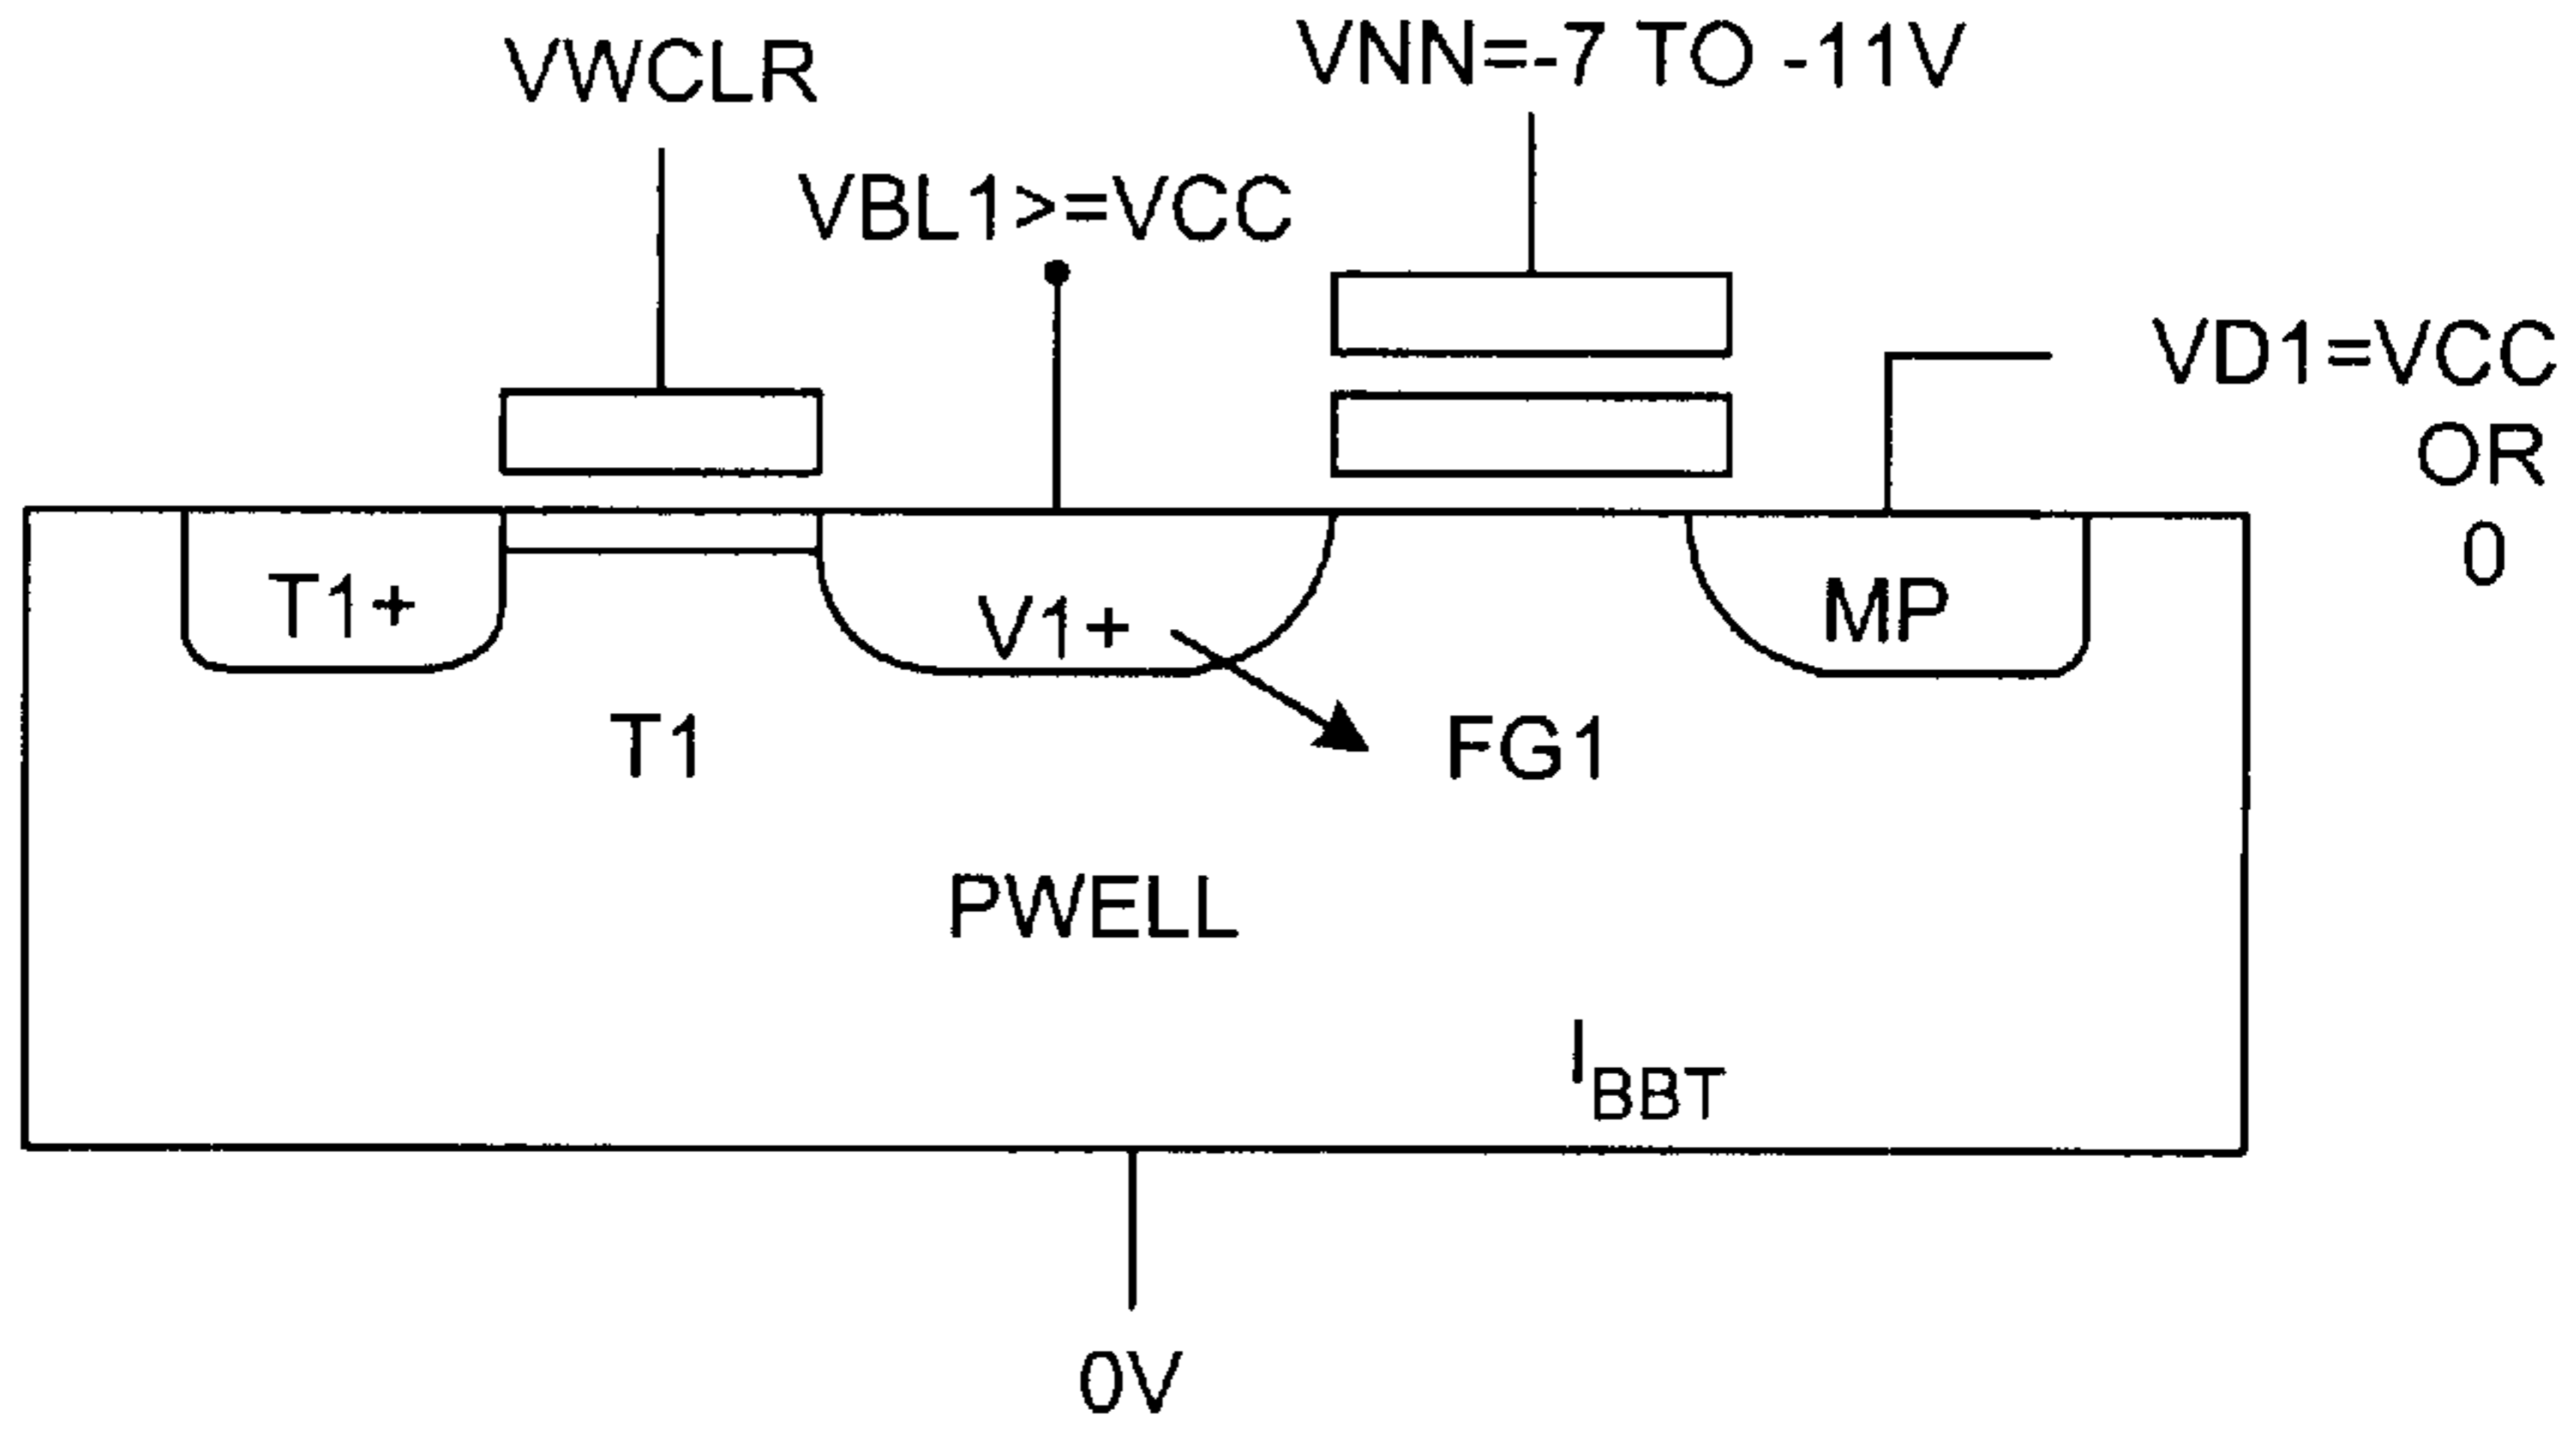 VWCLR
VNN=-7 TO -11V
VBL1>=VCC
VD1=VCC
OR
0
T1+
V1+
MP
T1
FG1
PWELL
IBBT
0V